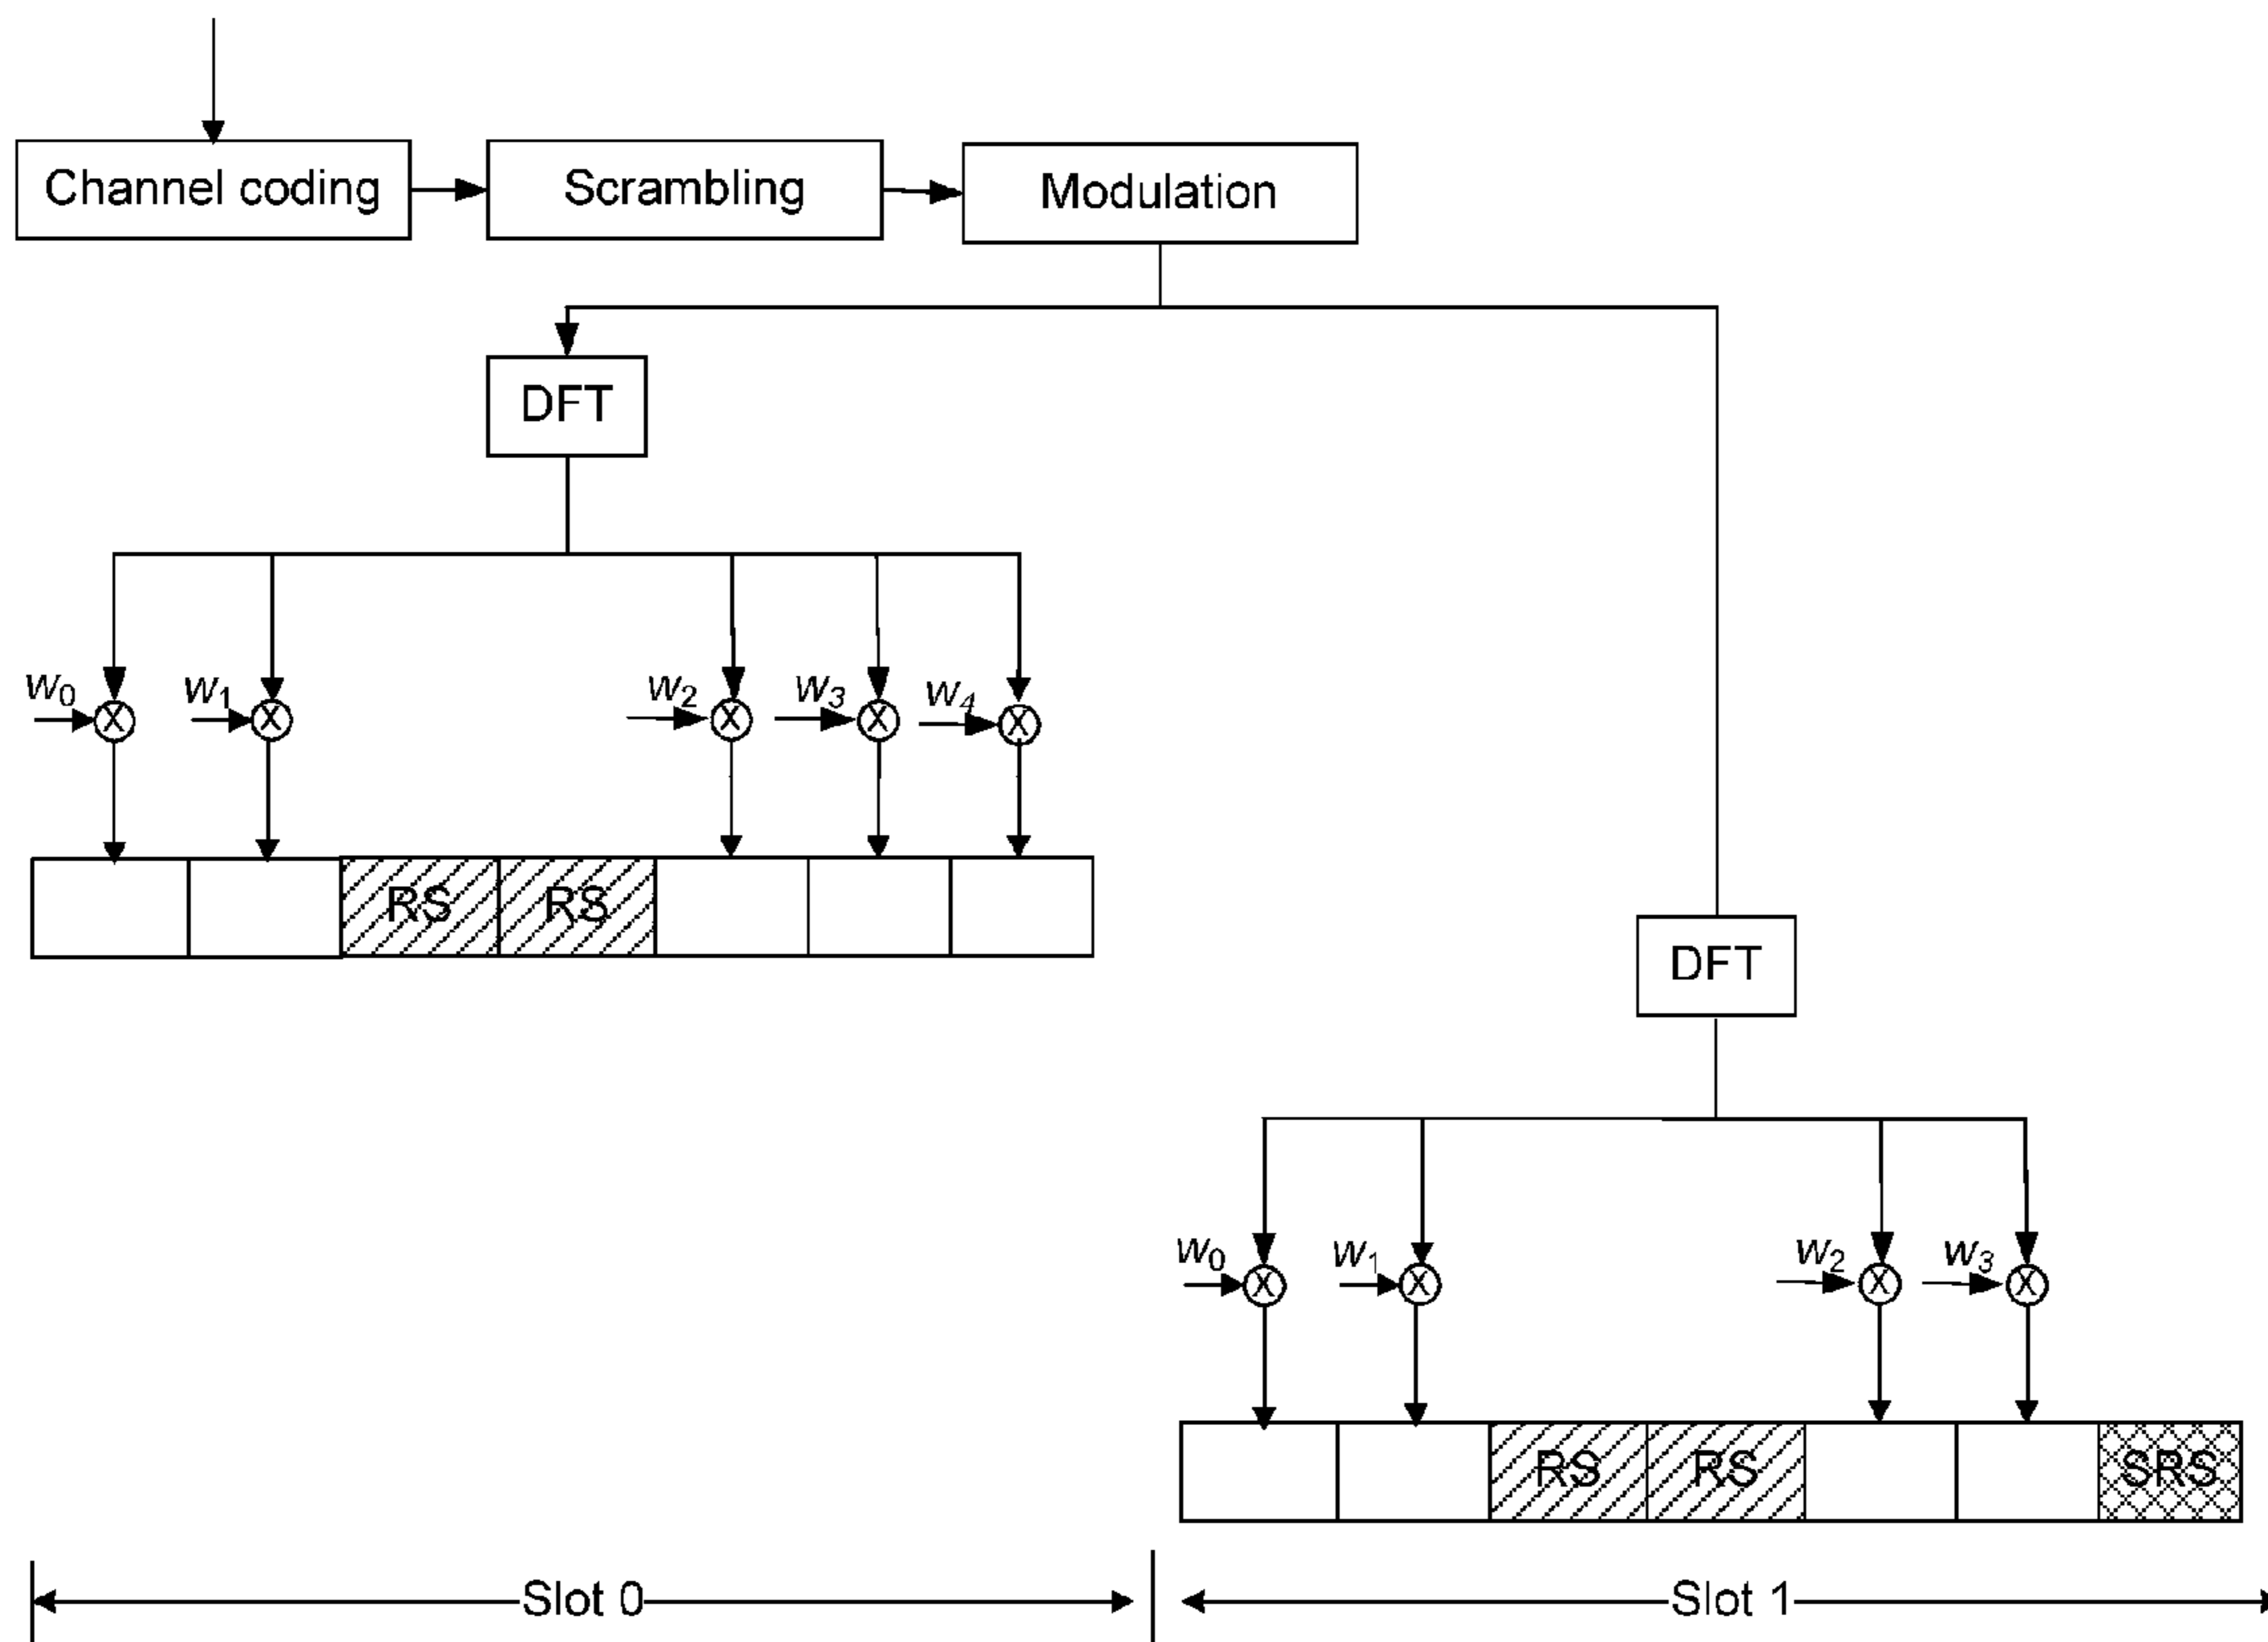 Channel coding
Scrambling
Modulation
DFT
w0
w1
w2
w3
w4
X
X
X
X
X
RS
RS
DFT
w0
w1
w2
w3
X
X
X
X
RS
RS
SRS
Slot 0
Slot 1